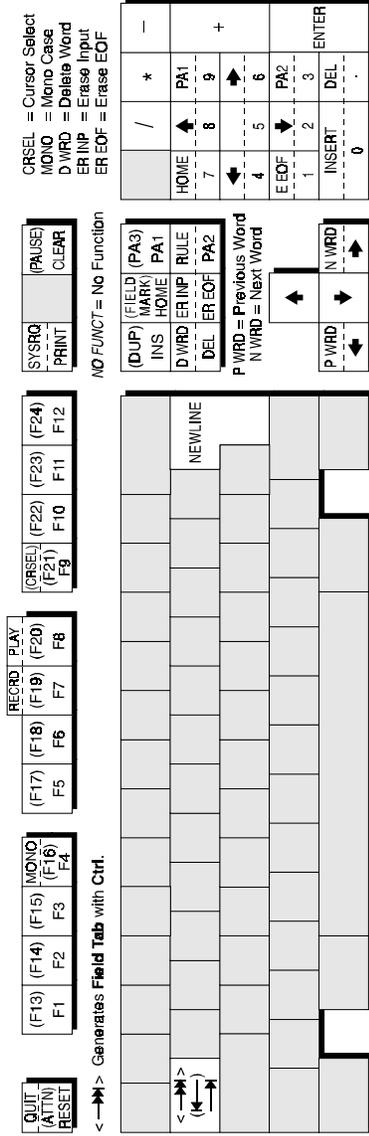 QUIT
(ATTN)
RESET
(F13) (F14) (F15) MONO
(F16)
F1 F2 F3 F4
(F17) (F18) RECRD PLAY
(F19) (F20)
F5 F6 F7 F8
(CRSEL)
(F21) (F22) (F23) (F24)
F9 F10 F11 F12
SYSRQ (PAUSE)
PRINT CLEAR
CRSEL = Cursor Select
MONO = Mono Case
D WRD = Delete Word
ER INP = Erase Input
ER EOF = Erase EOF
< > Generates Field Tab with Ctrl.
NO FUNCT = No Function
< >
( )
NEWLINE
(DUP) (FIELD MARK) (PA3)
INS HOME PA1
D WRD ER INP RULE
DEL ER EOF PA2
P WRD = Previous Word
N WRD = Next Word
P WRD N WRD
/ * −
HOME PA1
7 8 9 +
4 5 6
E EOF PA2
1 2 3 ENTER
INSERT DEL
0 .